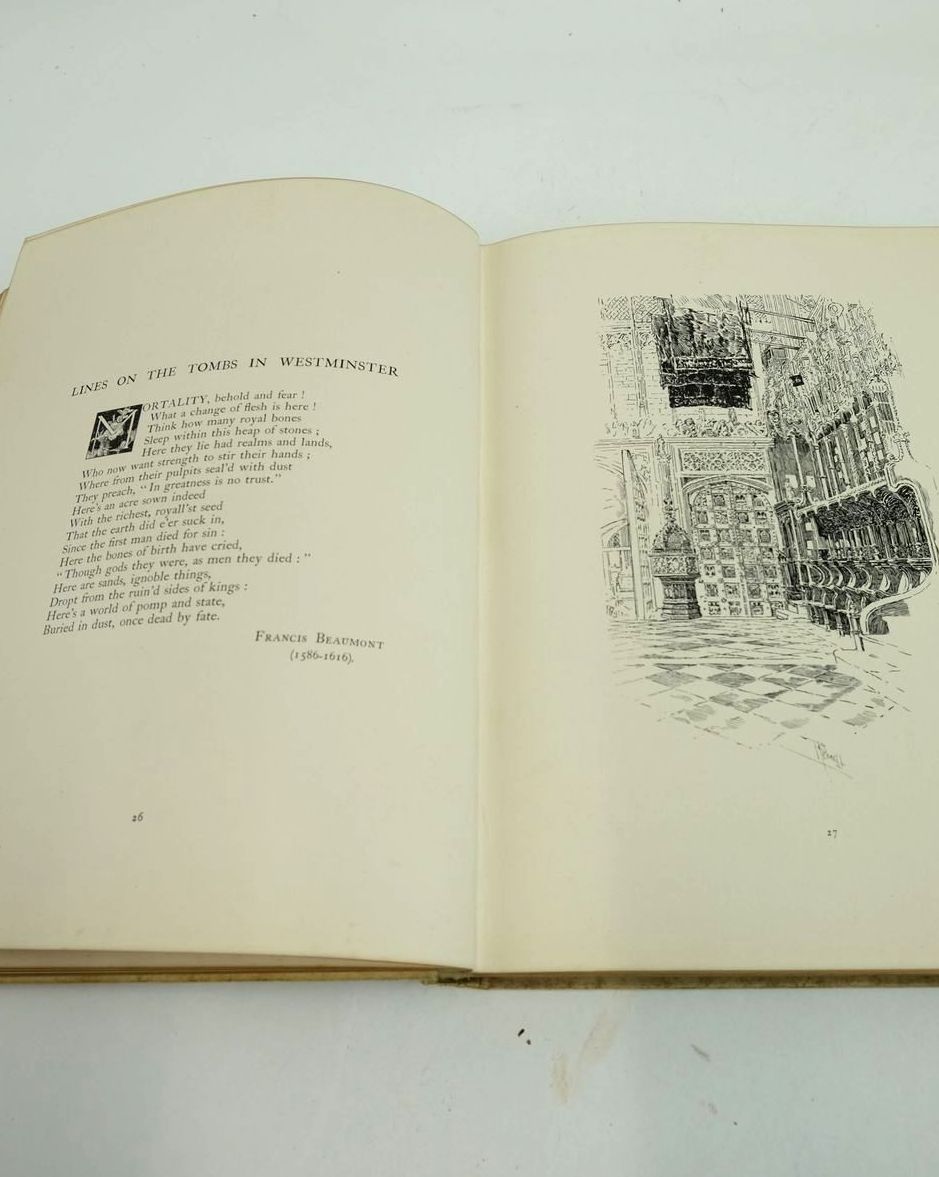 LINES ON THE TOMBS IN WESTMINSTER
MORTALITY, behold and fear !
What a change of flesh is here !
Think how many royal bones
Sleep within this heap of stones ;
Here they lie had realms and lands,
Who now want strength to stir their hands ;
Where from their pulpits seal'd with dust
They preach, “ In greatness is no trust.”
Here's an acre sown indeed
With the richest, royall'st seed
That the earth did e'er suck in,
Since the first man died for sin :
Here the bones of birth have cried,
“ Though gods they were, as men they died : ”
Here are sands, ignoble things,
Dropt from the ruin'd sides of kings :
Here's a world of pomp and state,
Buried in dust, once dead by fate.
FRANCIS BEAUMONT
(1586-1616).
26
27